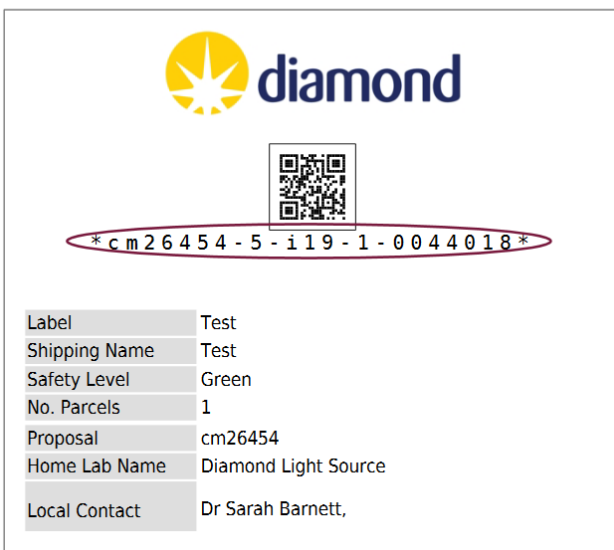 diamond
*cm26454-5-i19-1-0044018*
Label Test
Shipping Name Test
Safety Level Green
No. Parcels 1
Proposal cm26454
Home Lab Name Diamond Light Source
Local Contact Dr Sarah Barnett,